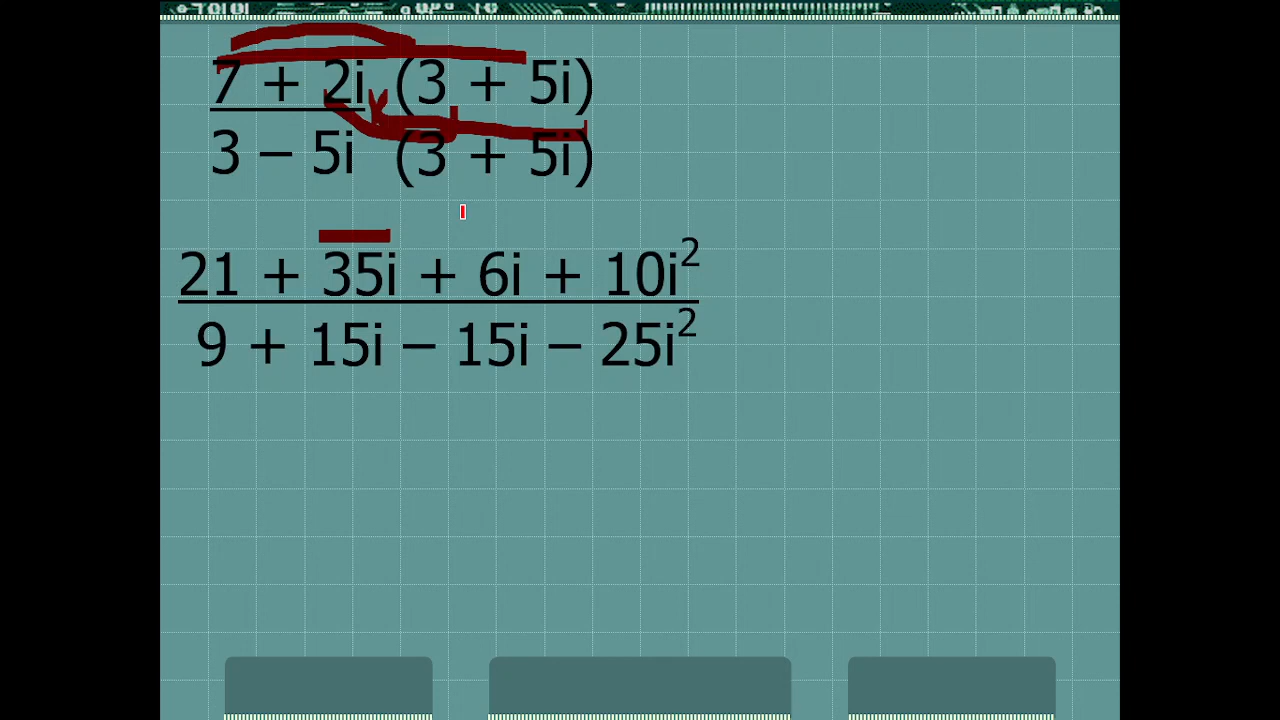 7 + 2i (3 + 5i)
3 – 5i (3 + 5i)
21 + 35i + 6i + 10i²
9 + 15i – 15i – 25i²